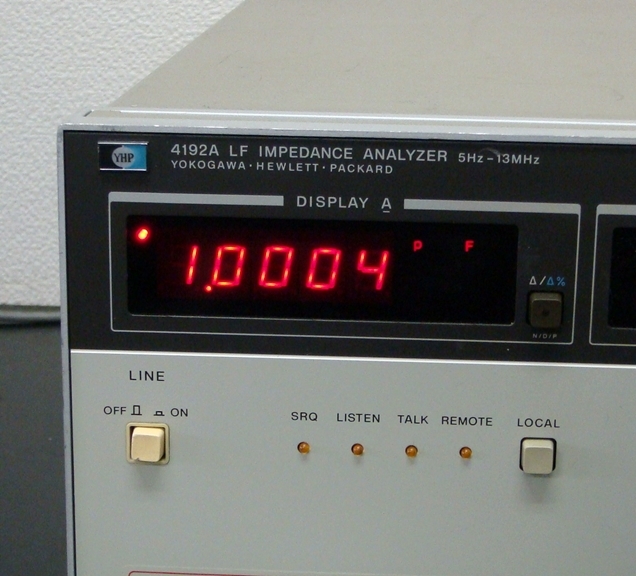 YHP
4192A LF IMPEDANCE ANALYZER 5Hz-13MHz
YOKOGAWA·HEWLETT·PACKARD
DISPLAY A
1.0004 P F
Δ/Δ%
N/D/P
LINE
OFF ON
SRQ LISTEN TALK REMOTE LOCAL